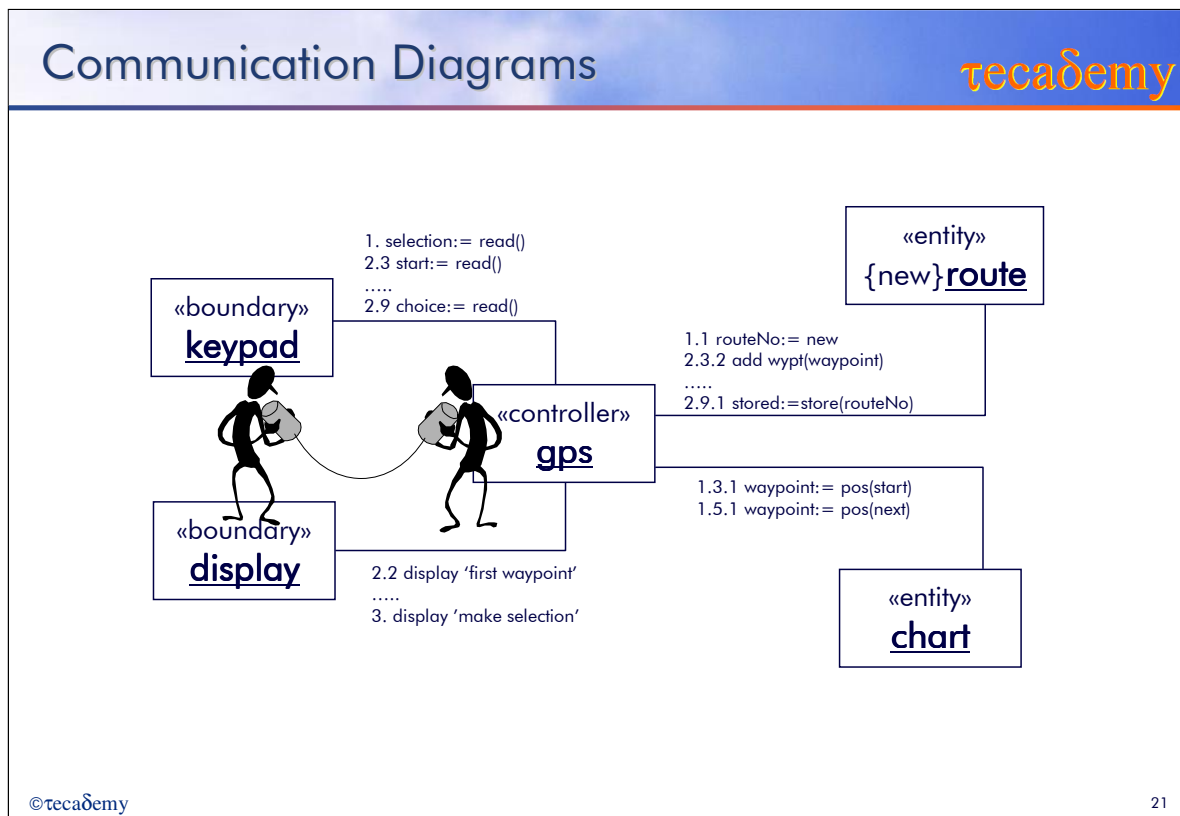 Communication Diagrams
τecaδemy
1. selection:= read()
2.3 start:= read()
.....
2.9 choice:= read()
«boundary»
keypad
«entity»
{new}route
1.1 routeNo:= new
2.3.2 add wypt(waypoint)
.....
2.9.1 stored:=store(routeNo)
«controller»
gps
1.3.1 waypoint:= pos(start)
1.5.1 waypoint:= pos(next)
«boundary»
display
2.2 display ‘first waypoint’
.....
3. display ‘make selection’
«entity»
chart
©τecaδemy
21